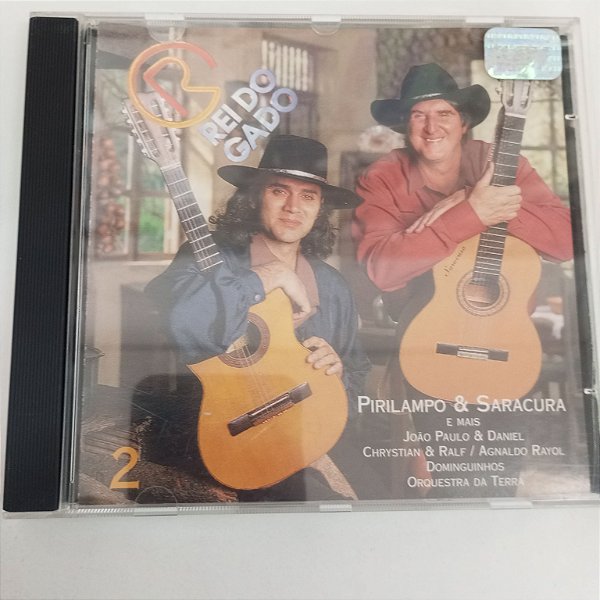 REI DO
GADO
PIRILAMPO & SARACURA
E MAIS
JOÃO PAULO & DANIEL
CHRYSTIAN & RALF / AGNALDO RAYOL
DOMINGUINHOS
ORQUESTRA DA TERRA
2